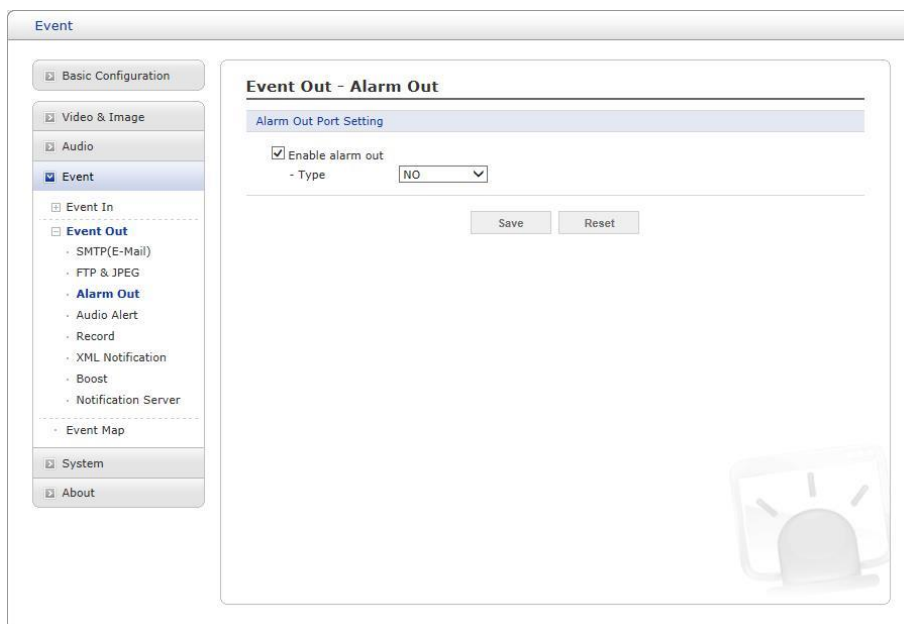 Event
Basic Configuration
Video & Image
Audio
Event
Event In
Event Out
SMTP(E-Mail)
FTP & JPEG
Alarm Out
Audio Alert
Record
XML Notification
Boost
Notification Server
Event Map
System
About
Event Out - Alarm Out
Alarm Out Port Setting
Enable alarm out
- Type NO
Save Reset